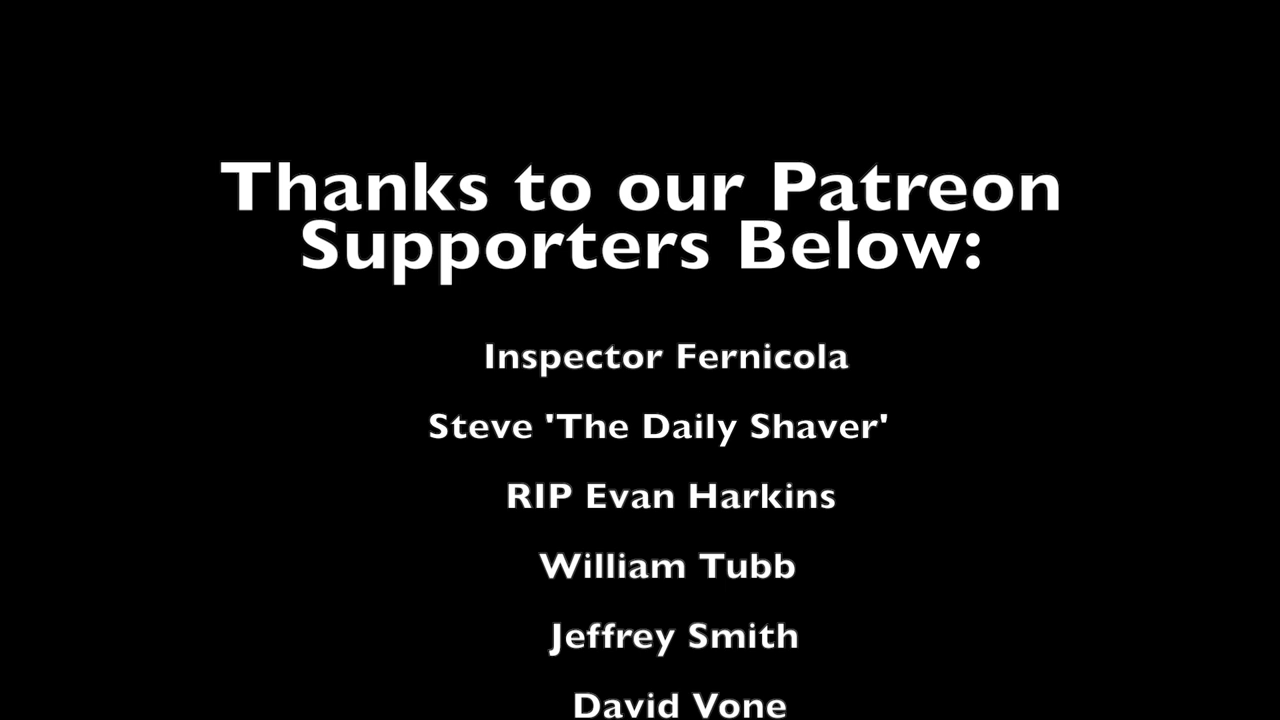 Thanks to our Patreon
Supporters Below:
Inspector Fernicola
Steve 'The Daily Shaver'
RIP Evan Harkins
William Tubb
Jeffrey Smith
David Vone